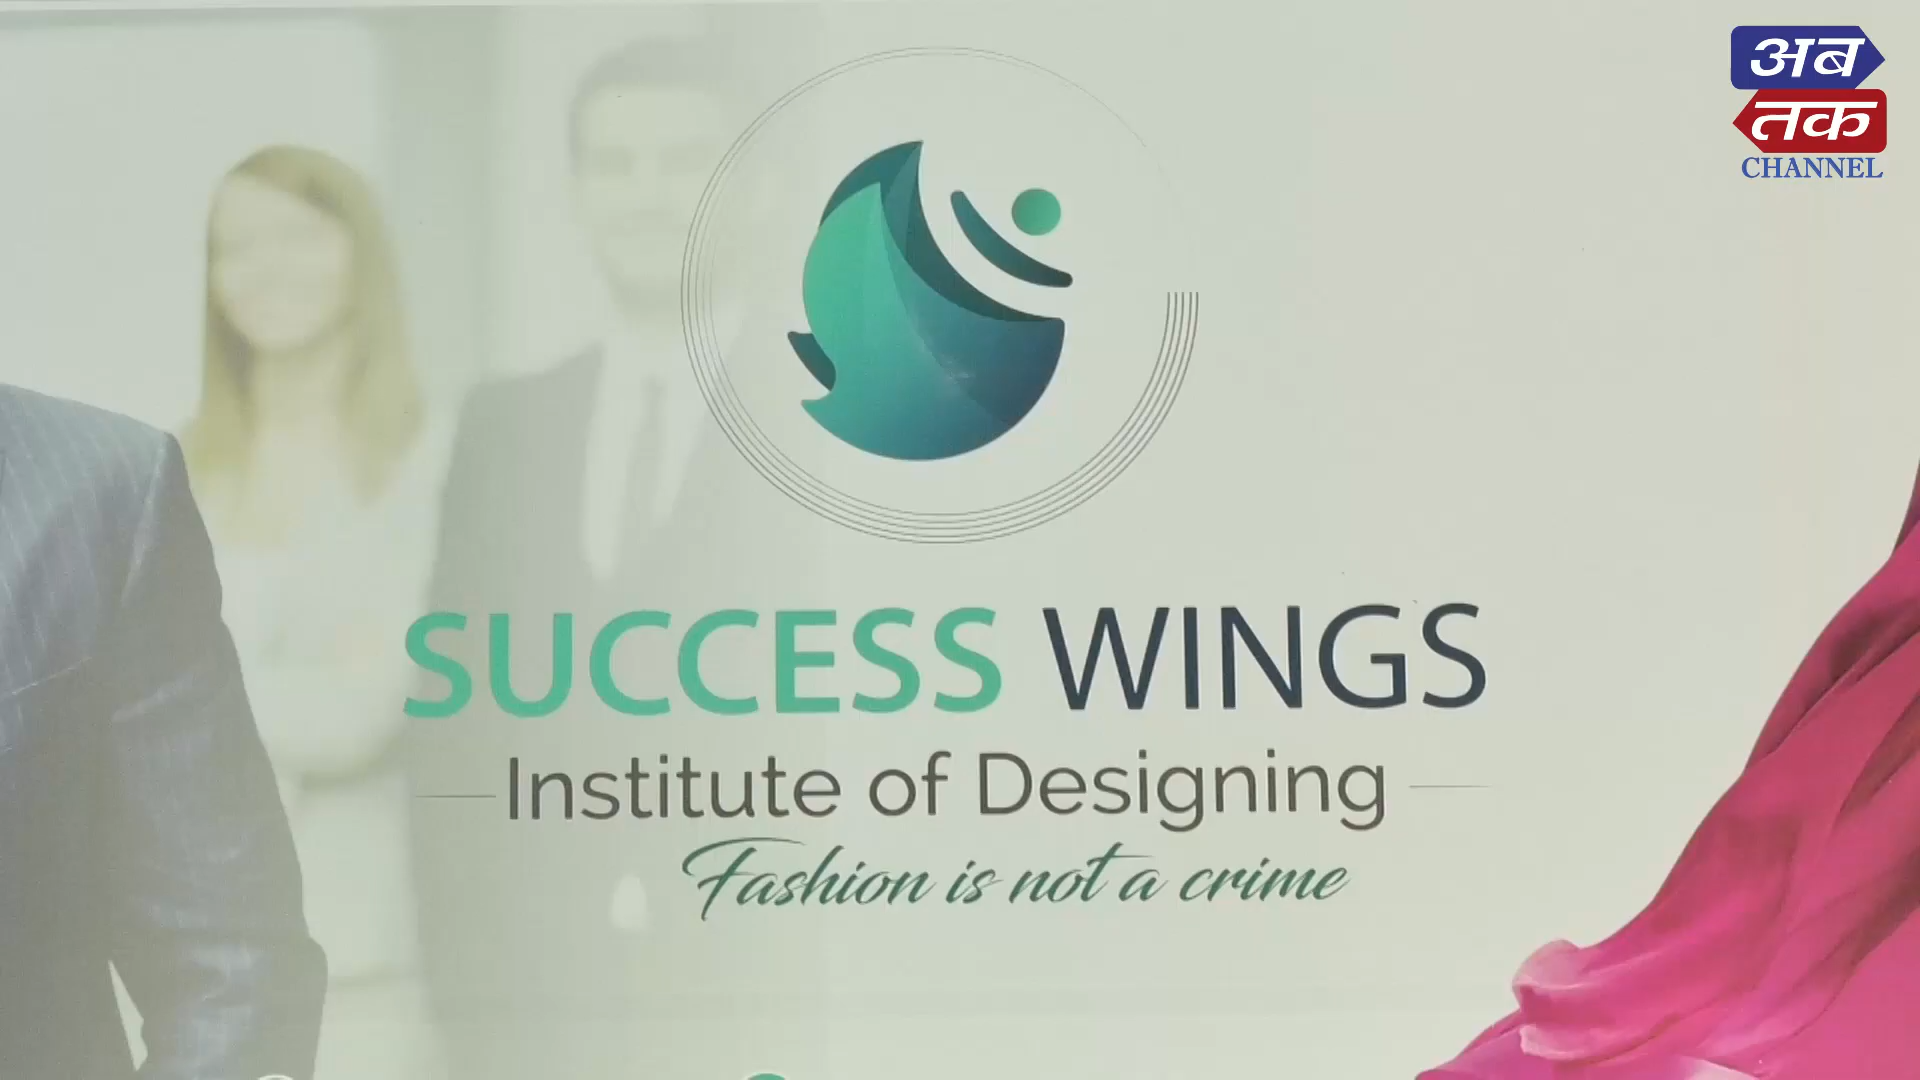 अब
तक
CHANNEL
SUCCESS WINGS
Institute of Designing
Fashion is not a crime